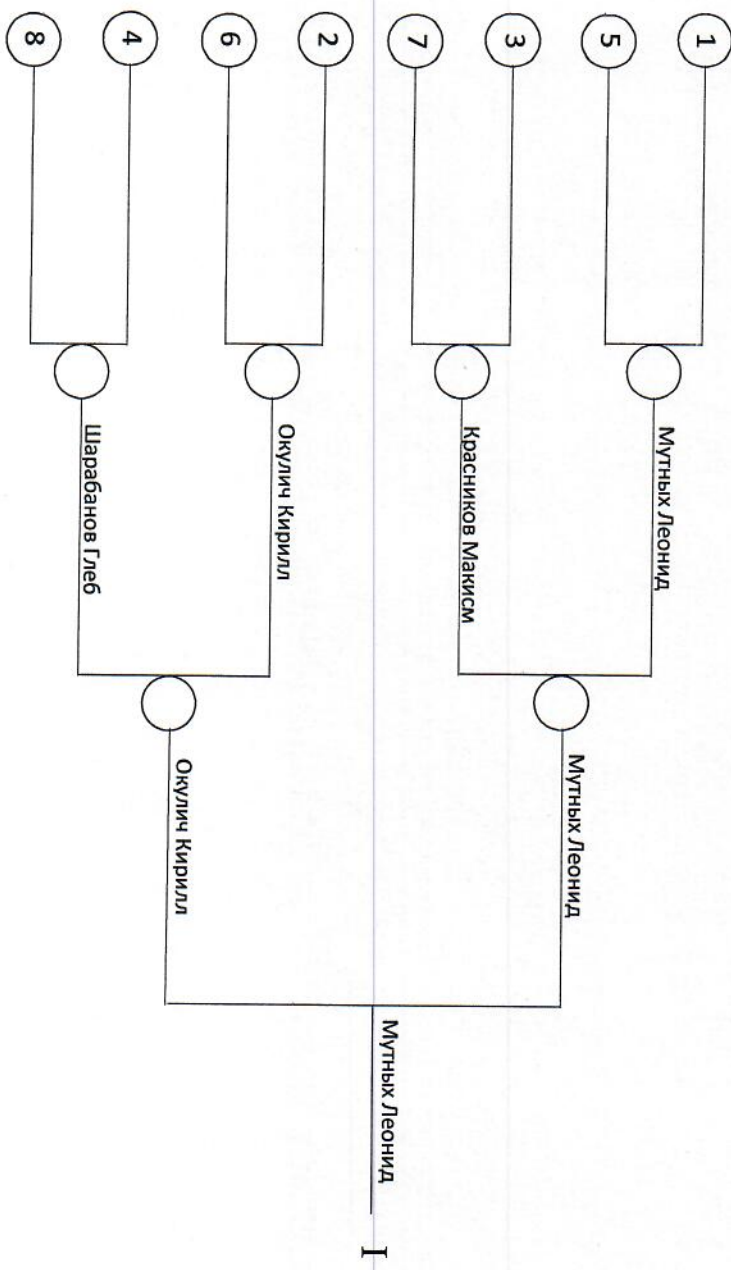 1
5
3
7
2
6
4
8
Мутных Леонид
Красников Макисм
Окулич Кирилл
Шарабанов Глеб
Мутных Леонид
Окулич Кирилл
Мутных Леонид
I